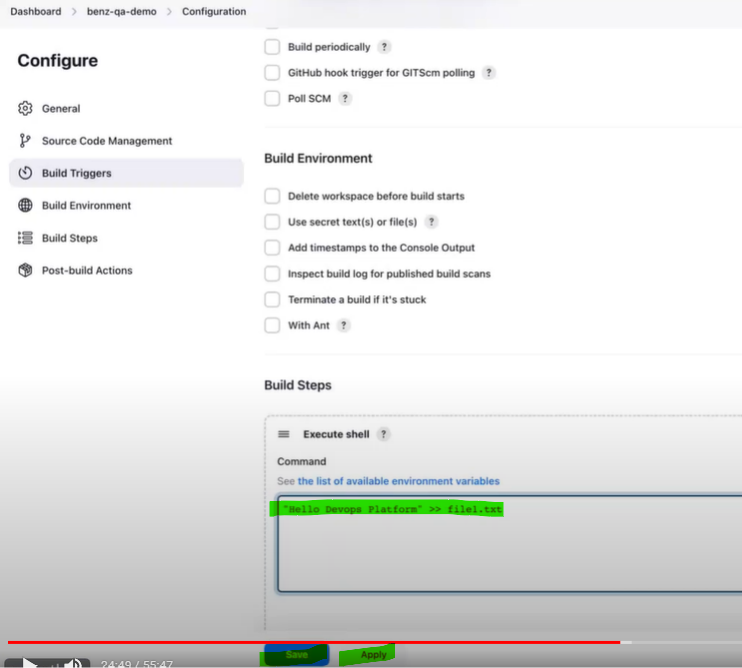 Dashboard > benz-qa-demo > Configuration
Configure
General
Source Code Management
Build Triggers
Build Environment
Build Steps
Post-build Actions
Build periodically ?
GitHub hook trigger for GITScm polling ?
Poll SCM ?
Build Environment
Delete workspace before build starts
Use secret text(s) or file(s) ?
Add timestamps to the Console Output
Inspect build log for published build scans
Terminate a build if it's stuck
With Ant ?
Build Steps
Execute shell ?
Command
See the list of available environment variables
"Hello Devops Platform" >> file1.txt
Save Apply
24:49 / 55:47